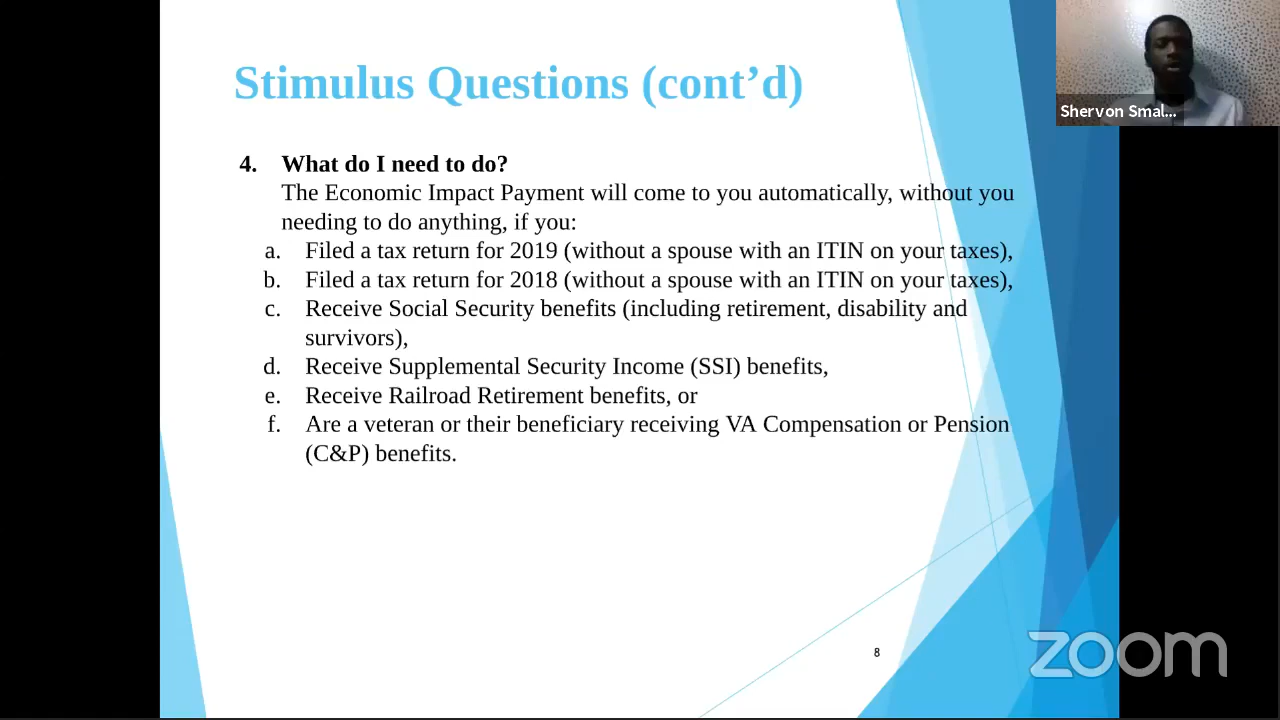 Stimulus Questions (cont’d)
Shervon Smal...
4. What do I need to do?
The Economic Impact Payment will come to you automatically, without you
needing to do anything, if you:
a. Filed a tax return for 2019 (without a spouse with an ITIN on your taxes),
b. Filed a tax return for 2018 (without a spouse with an ITIN on your taxes),
c. Receive Social Security benefits (including retirement, disability and
survivors),
d. Receive Supplemental Security Income (SSI) benefits,
e. Receive Railroad Retirement benefits, or
f. Are a veteran or their beneficiary receiving VA Compensation or Pension
(C&P) benefits.
8
zoom